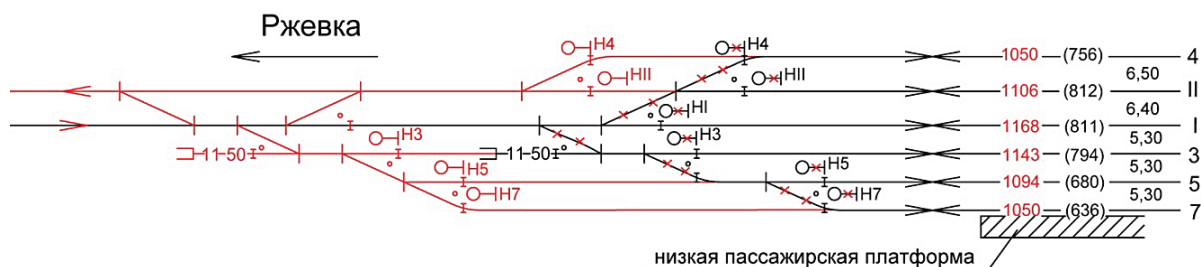 Ржевка
Н4 Н4 1050 (756) 4
6,50
НII НII 1106 (812) II
6,40
НI 1168 (811) I
5,30
11-50 Н3 11-50 Н3 1143 (794) 3
5,30
Н5 Н5 1094 (680) 5
5,30
Н7 Н7 1050 (636) 7
низкая пассажирская платформа